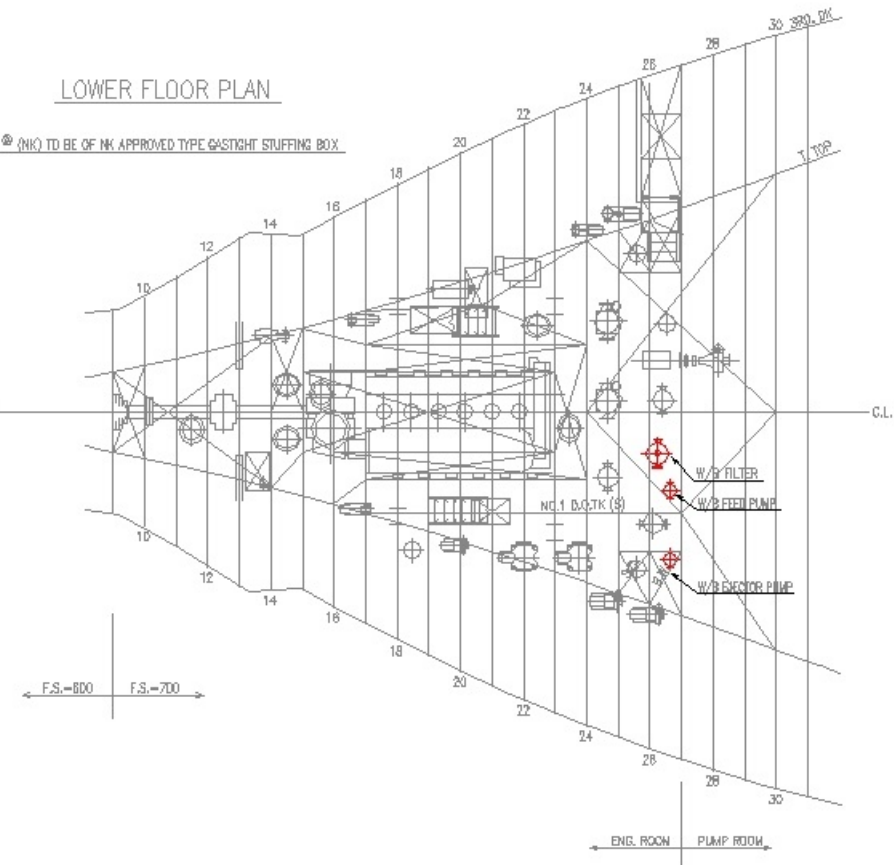 LOWER FLOOR PLAN
@ (NK) TO BE OF NK APPROVED TYPE GASTIGHT STUFFING BOX
30 3RD. DK
28
26
24
22
T. TOP
20
18
16
14
12
10
C.L.
W/B FILTER
W/B FEED PUMP
NO.1 D.O.TK (S)
W/B EJECTOR PUMP
10
12
14
16
18
20
22
24
26
28
30
F.S.=600 F.S.=700
ENG. ROOM PUMP ROOM